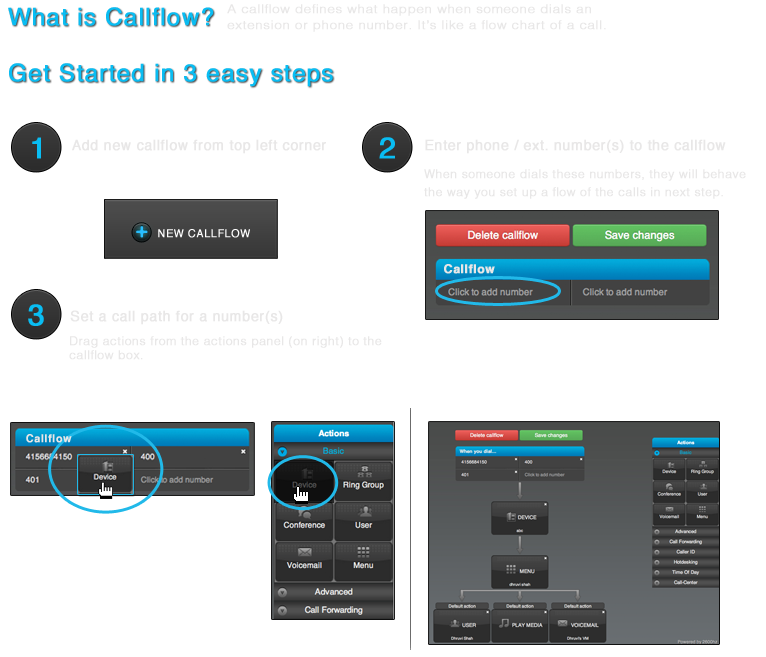 What is Callflow?
A callflow defines what happen when someone dials an
extension or phone number. It's like a flow chart of a call.
Get Started in 3 easy steps
1
Add new callflow from top left corner
NEW CALLFLOW
2
Enter phone / ext. number(s) to the callflow
When someone dials these numbers, they will behave
the way you set up a flow of the calls in next step.
Delete callflow
Save changes
Callflow
Click to add number
Click to add number
3
Set a call path for a number(s)
Drag actions from the actions panel (on right) to the
callflow box.
Callflow
4156684150
400
401
Device
Click to add number
Actions
Basic
Device
Ring Group
Conference
User
Voicemail
Menu
Advanced
Call Forwarding
Delete callflow
Save changes
When you dial...
4156684150
400
401
Click to add number
DEVICE
abc
MENU
dhruvi shah
Default action
Default action
Default action
USER
PLAY MEDIA
VOICEMAIL
Dhruvi Shah
Dhruvi's VM
Actions
Basic
Device
Ring Group
Conference
User
Voicemail
Menu
Advanced
Call Forwarding
Caller ID
Hotdesking
Time Of Day
Call-Center
Powered by 2600hz